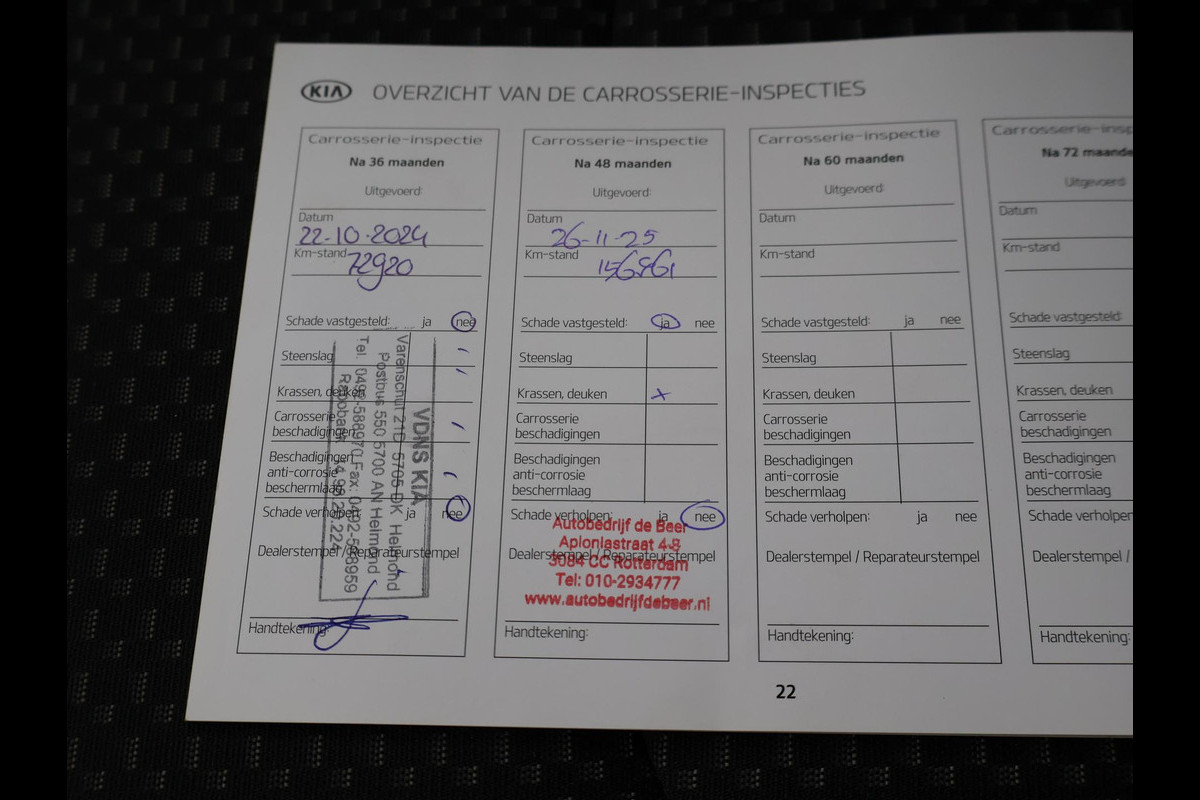 KIA OVERZICHT VAN DE CARROSSERIE-INSPECTIES
Carrosserie-inspectie
Na 36 maanden
Uitgevoerd:
Datum
22-10-2024
Km-stand
72920
Schade vastgesteld: ja nee
Steenslag
Krassen, deuken
Carrosserie
beschadigingen
Beschadigingen
anti-corrosie
beschermlaag
Schade verholpen: ja nee
Dealerstempel / Reparateurstempel
Handtekening:
VDNS KIA
Varenschut 21D 5705 DK Helmond
Postbus 550 5700 AN Helmond
Tel. 0492-588970 Fax: 0492-588959
Carrosserie-inspectie
Na 48 maanden
Uitgevoerd:
Datum
26-11-25
Km-stand
Schade vastgesteld: ja nee
Steenslag
Krassen, deuken x
Carrosserie
beschadigingen
Beschadigingen
anti-corrosie
beschermlaag
Schade verholpen: ja nee
Dealerstempel / Reparateurstempel
Autobedrijf de Beer
Aploniastraat 4-8
3084 CC Rotterdam
Tel: 010-2934777
www.autobedrijfdebeer.nl
Handtekening:
Carrosserie-inspectie
Na 60 maanden
Uitgevoerd:
Datum
Km-stand
Schade vastgesteld: ja nee
Steenslag
Krassen, deuken
Carrosserie
beschadigingen
Beschadigingen
anti-corrosie
beschermlaag
Schade verholpen: ja nee
Dealerstempel / Reparateurstempel
Handtekening:
Carrosserie-insp
Na 72 maande
Uitgevoerd
Datum
Km-stand
Schade vastgesteld:
Steenslag
Krassen, deuken
Carrosserie
beschadigingen
Beschadigingen
anti-corrosie
beschermlaag
Schade verholpen
Dealerstempel /
Handtekening:
22